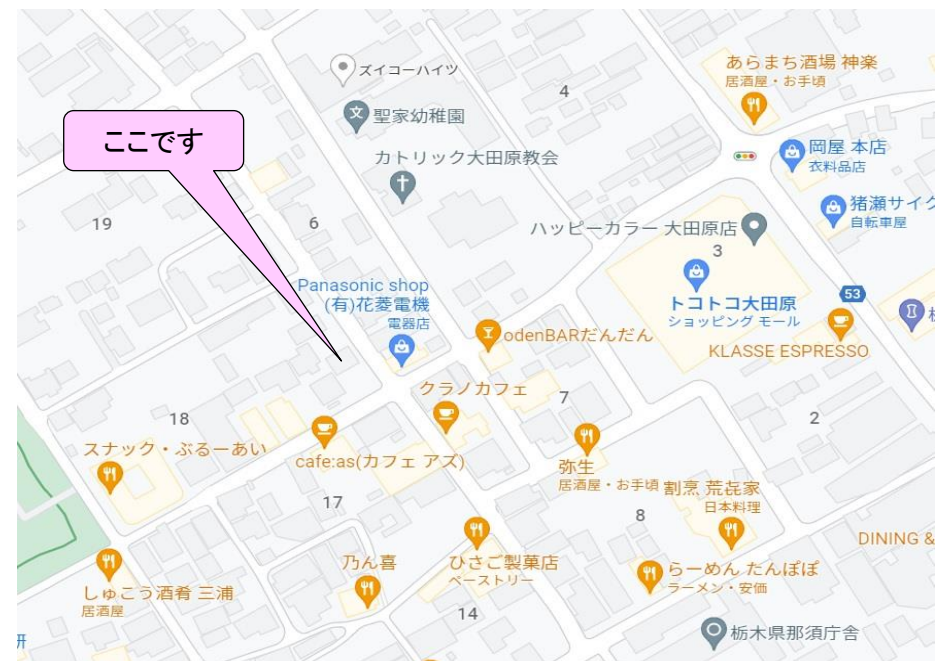 ズイコーハイツ
あらまち酒場 神楽
居酒屋・お手頃
4
聖家幼稚園
ここです
カトリック大田原教会
岡屋 本店
衣料品店
19
6
ハッピーカラー 大田原店
3
猪瀬サイク
自転車屋
Panasonic shop
(有)花菱電機
電器店
トコトコ大田原
ショッピング モール
53
odenBARだんだん
KLASSE ESPRESSO
クラノカフェ
7
18
2
スナック・ぶるーあい
cafe:as(カフェ アズ)
弥生
居酒屋・お手頃
割烹 荒㐂家
日本料理
17
8
DINING &
乃ん喜
ひさご製菓店
ペーストリー
らーめん たんぽぽ
ラーメン・安価
しゅこう酒肴 三浦
居酒屋
14
栃木県那須庁舎